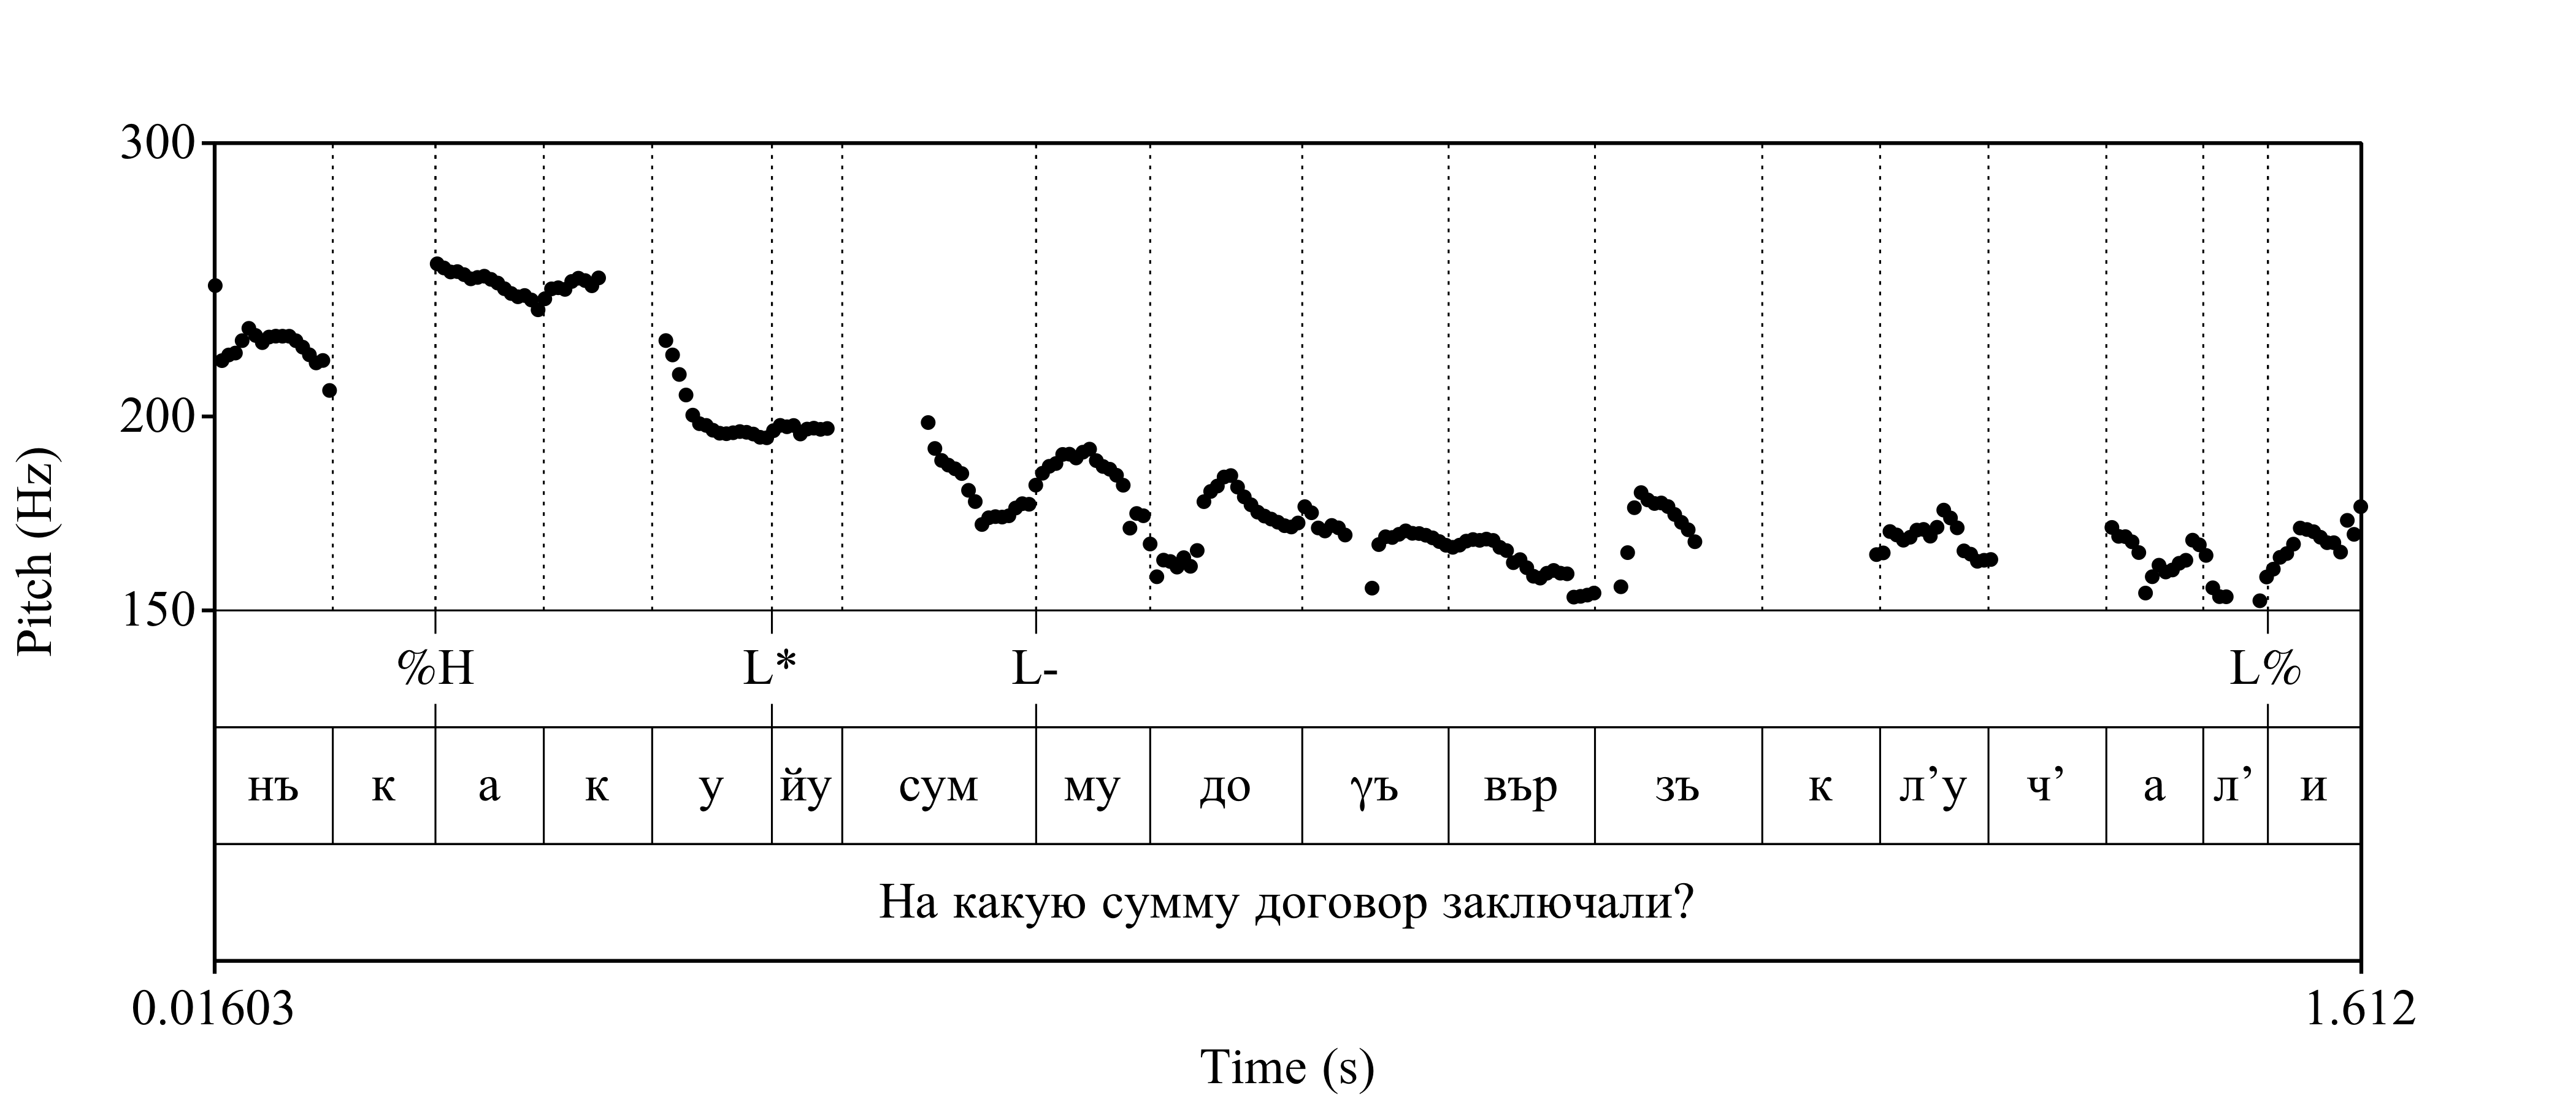 300
200
150
Pitch (Hz)
%H L* L- L%
нъ к а к у йу сум му до γъ вър зъ к л’у ч’ а л’ и
На какую сумму договор заключали?
0.01603 1.612
Time (s)